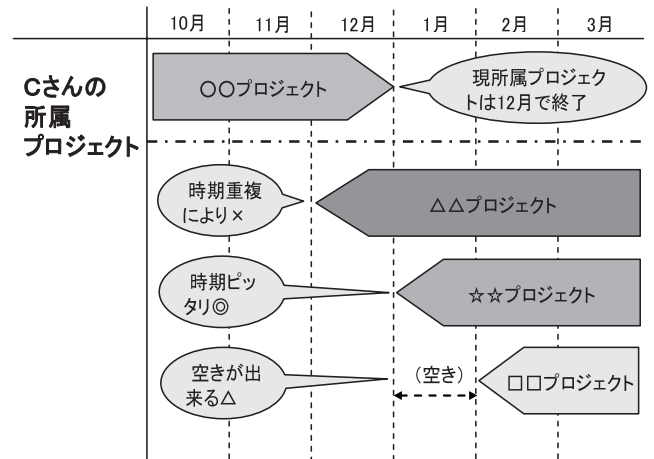 10月 11月 12月 1月 2月 3月
Cさんの
所属
プロジェクト
〇〇プロジェクト
現所属プロジェク
トは12月で終了
時期重複
により×
△△プロジェクト
時期ピッ
タリ◎
☆☆プロジェクト
空きが出
来る△
(空き)
□□プロジェクト